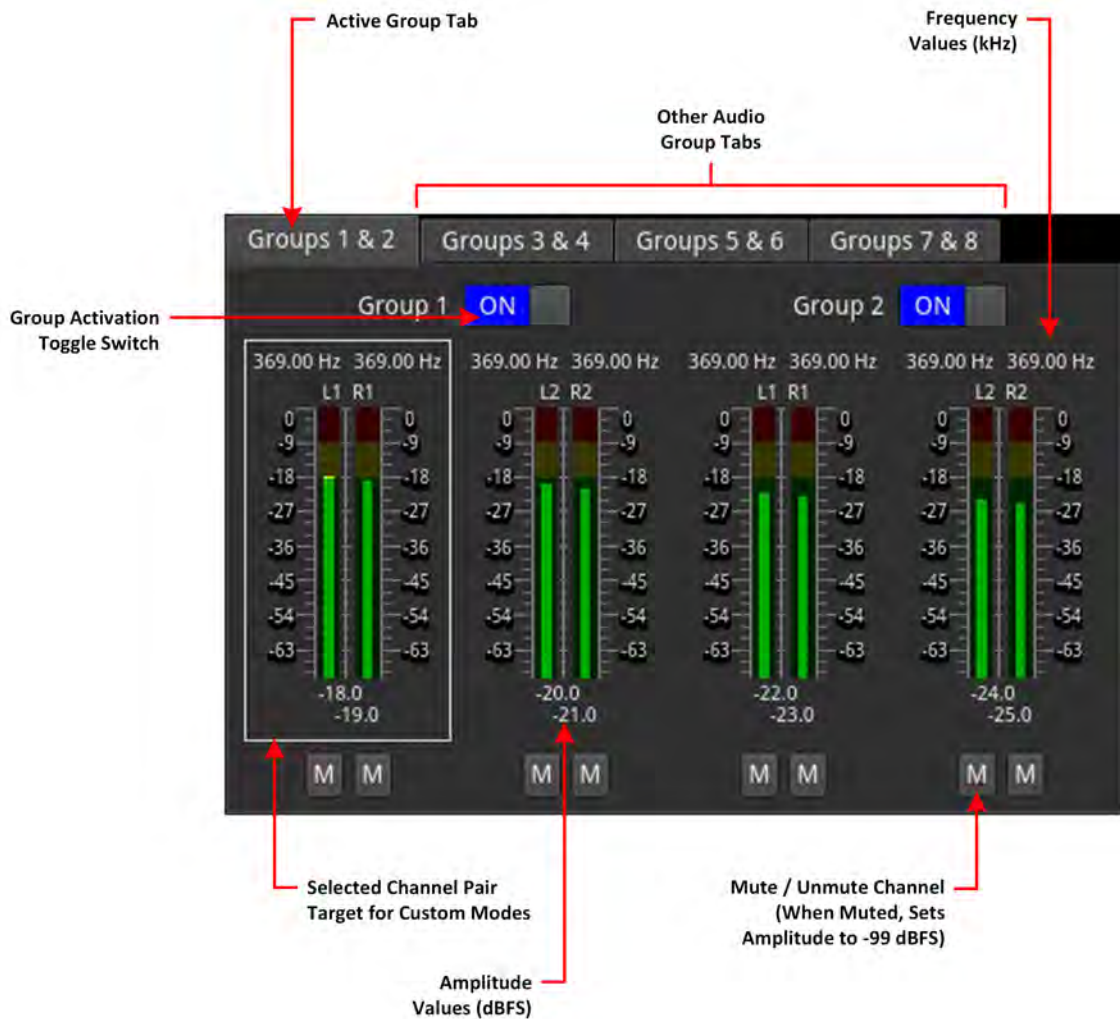 Active Group Tab
Frequency
Values (kHz)
Other Audio
Group Tabs
Groups 1 & 2 Groups 3 & 4 Groups 5 & 6 Groups 7 & 8
Group Activation
Toggle Switch
Group 1 ON Group 2 ON
369.00 Hz 369.00 Hz 369.00 Hz 369.00 Hz 369.00 Hz 369.00 Hz 369.00 Hz 369.00 Hz
L1 R1 L2 R2 L1 R1 L2 R2
0 0 0 0 0 0 0 0
-9 -9 -9 -9 -9 -9 -9 -9
-18 -18 -18 -18 -18 -18 -18 -18
-27 -27 -27 -27 -27 -27 -27 -27
-36 -36 -36 -36 -36 -36 -36 -36
-45 -45 -45 -45 -45 -45 -45 -45
-54 -54 -54 -54 -54 -54 -54 -54
-63 -63 -63 -63 -63 -63 -63 -63
-18.0 -20.0 -22.0 -24.0
-19.0 -21.0 -23.0 -25.0
M M M M M M M M
Selected Channel Pair
Target for Custom Modes
Mute / Unmute Channel
(When Muted, Sets
Amplitude to -99 dBFS)
Amplitude
Values (dBFS)